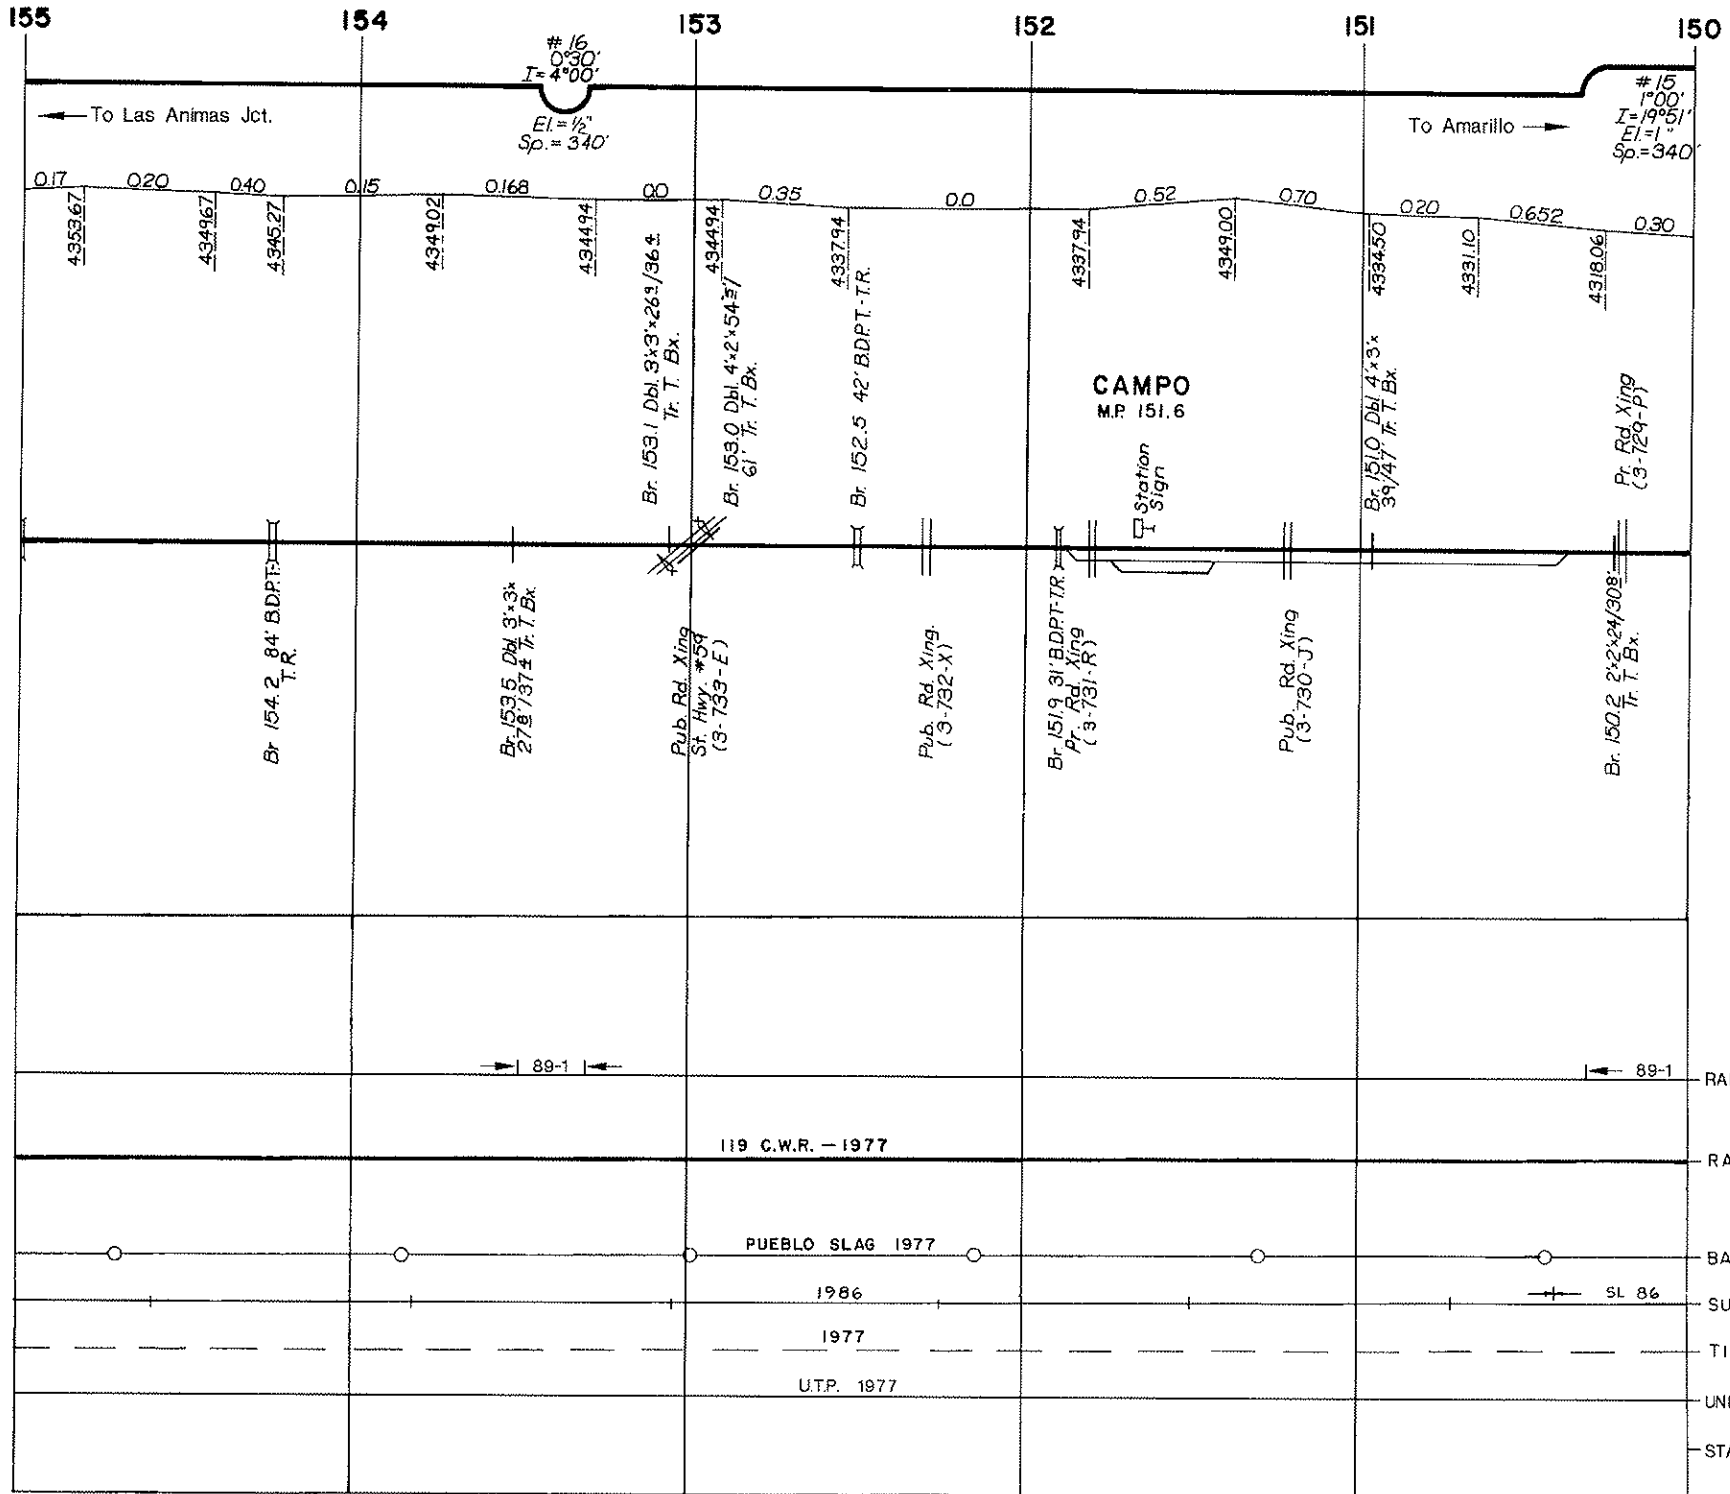 155
154
153
152
151
150
# 16
0°30'
I = 4°00'
El. = ½"
Sp. = 340'
# 15
1°00'
I = 19°51'
El. = 1"
Sp. = 340'
To Las Animas Jct.
To Amarillo
0.17
0.20
0.40
0.15
0.168
0.0
0.35
0.0
0.52
0.70
0.20
0.652
0.30
4353.67
4349.67
4345.27
4349.02
4344.94
4344.94
4337.94
4337.94
4349.00
4334.50
4331.10
4318.06
Br. 153.1 Dbl. 3'x3'x
Tr. T. Bx.
Br. 153.0 Dbl. 4'x2'x
61' Tr. T. Bx.
Br. 152.5 42' B.D.P.T.-T.R.
CAMPO
M.P. 151.6
Station
Sign
Br. 151.0 Dbl. 4'x3'x
39/47' Tr. T. Bx.
Pr. Rd. Xing
(3-729-P)
Br 154.2 84' B.D.P.T-
T.R.
Br. 153.5 Dbl. 3'x3'x
Tr. T. Bx.
Pub. Rd. Xing
St. Hwy. #59
(3-733-E)
Pub. Rd. Xing.
(3-732-X)
Br. 151.9 31' B.D.P.T-T.R.
Pr. Rd. Xing
(3-731-R)
Pub. Rd. Xing
(3-730-J)
Br. 150.2 2'x2'x24/30
Tr. T. Bx.
89-1
89-1
RA
119 C.W.R. — 1977
RA
PUEBLO SLAG 1977
BA
1986
SL 86
SU
1977
TI
U.T.P. 1977
UN
STA